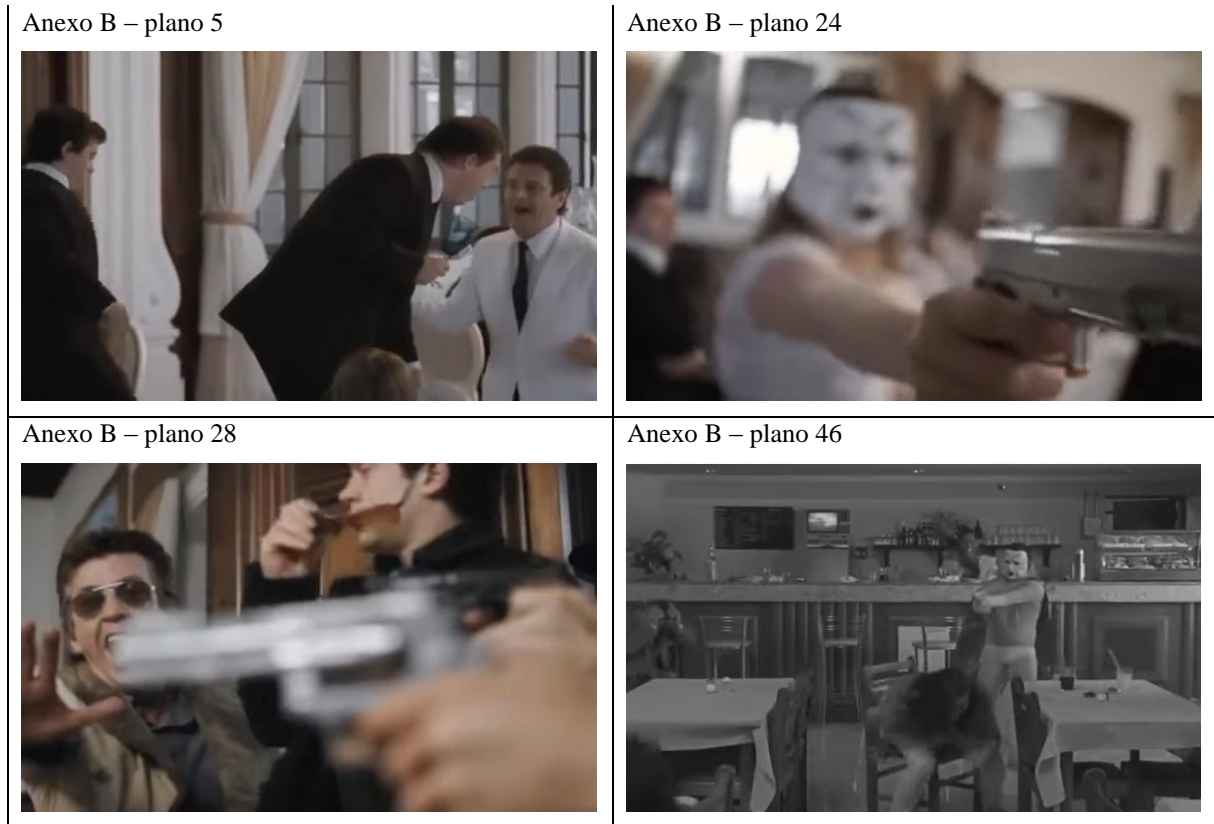 Anexo B – plano 5
Anexo B – plano 24
Anexo B – plano 28
Anexo B – plano 46